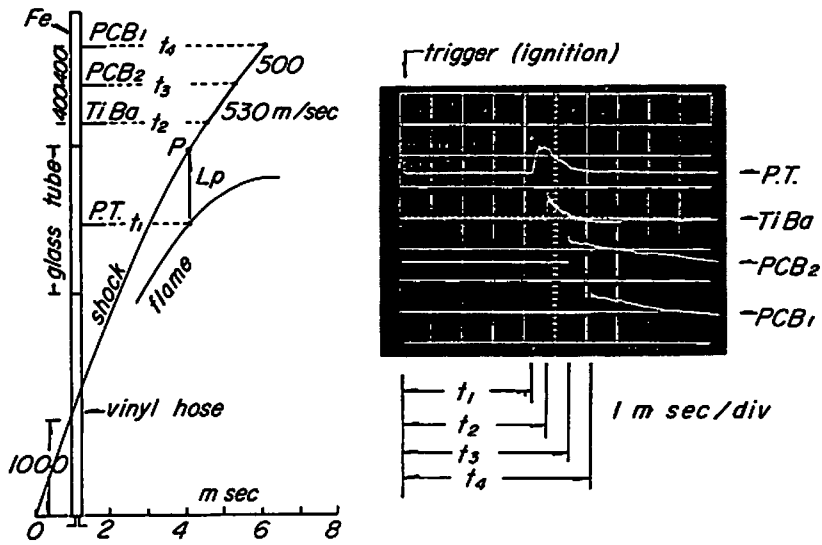 Fe
PCB1 t4
PCB2 t3
TiBa t2
400 400
500
530 m/sec
P
Lp
P.T. t1
glass tube
shock
flame
vinyl hose
1000
m sec
0 2 4 6 8
trigger (ignition)
P.T.
TiBa
PCB2
PCB1
t1
t2
t3
t4
1 m sec/div